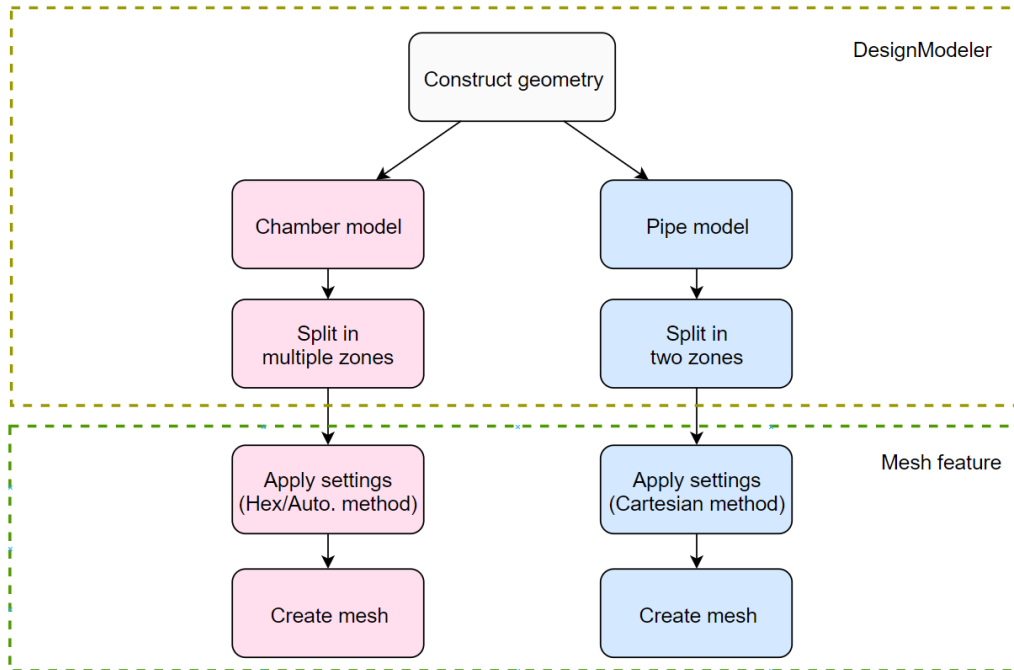 DesignModeler
Construct geometry
Chamber model
Pipe model
Split in
multiple zones
Split in
two zones
Mesh feature
Apply settings
(Hex/Auto. method)
Apply settings
(Cartesian method)
Create mesh
Create mesh